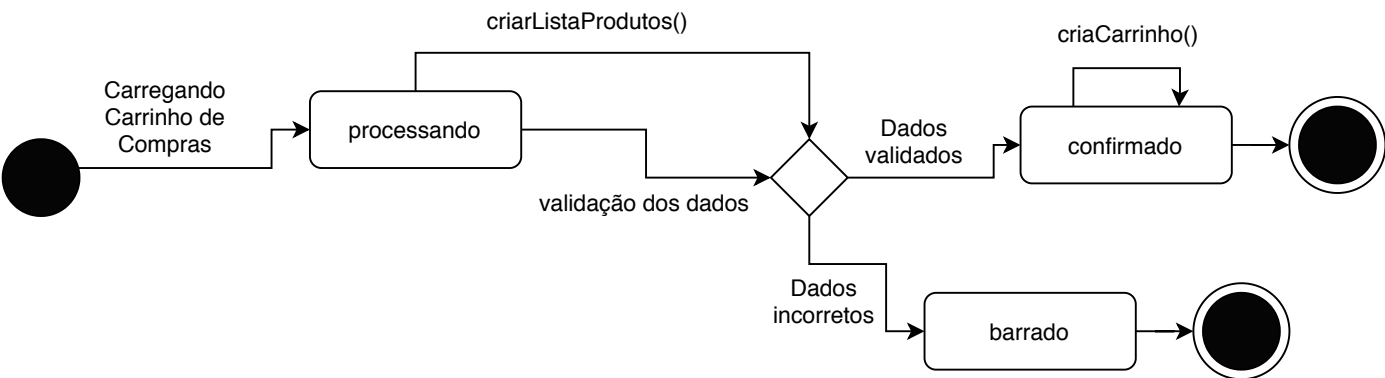 criarListaProdutos()
criaCarrinho()
Carregando
Carrinho de
Compras
processando
Dados
validados
confirmado
validação dos dados
Dados
incorretos
barrado